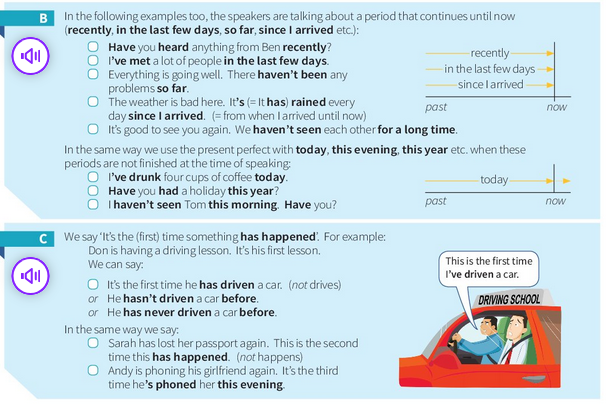 B
In the following examples too, the speakers are talking about a period that continues until now
(recently, in the last few days, so far, since I arrived etc.):
Have you heard anything from Ben recently?
I've met a lot of people in the last few days.
Everything is going well. There haven't been any
problems so far.
The weather is bad here. It's (= It has) rained every
day since I arrived. (= from when I arrived until now)
It's good to see you again. We haven't seen each other for a long time.
recently
in the last few days
since I arrived
past now
In the same way we use the present perfect with today, this evening, this year etc. when these
periods are not finished at the time of speaking:
I've drunk four cups of coffee today.
Have you had a holiday this year?
I haven't seen Tom this morning. Have you?
today
past now
C
We say 'It's the (first) time something has happened'. For example:
Don is having a driving lesson. It's his first lesson.
We can say:
It's the first time he has driven a car. (not drives)
or He hasn't driven a car before.
or He has never driven a car before.
In the same way we say:
Sarah has lost her passport again. This is the second
time this has happened. (not happens)
Andy is phoning his girlfriend again. It's the third
time he's phoned her this evening.
This is the first time
I've driven a car.
DRIVING SCHOOL